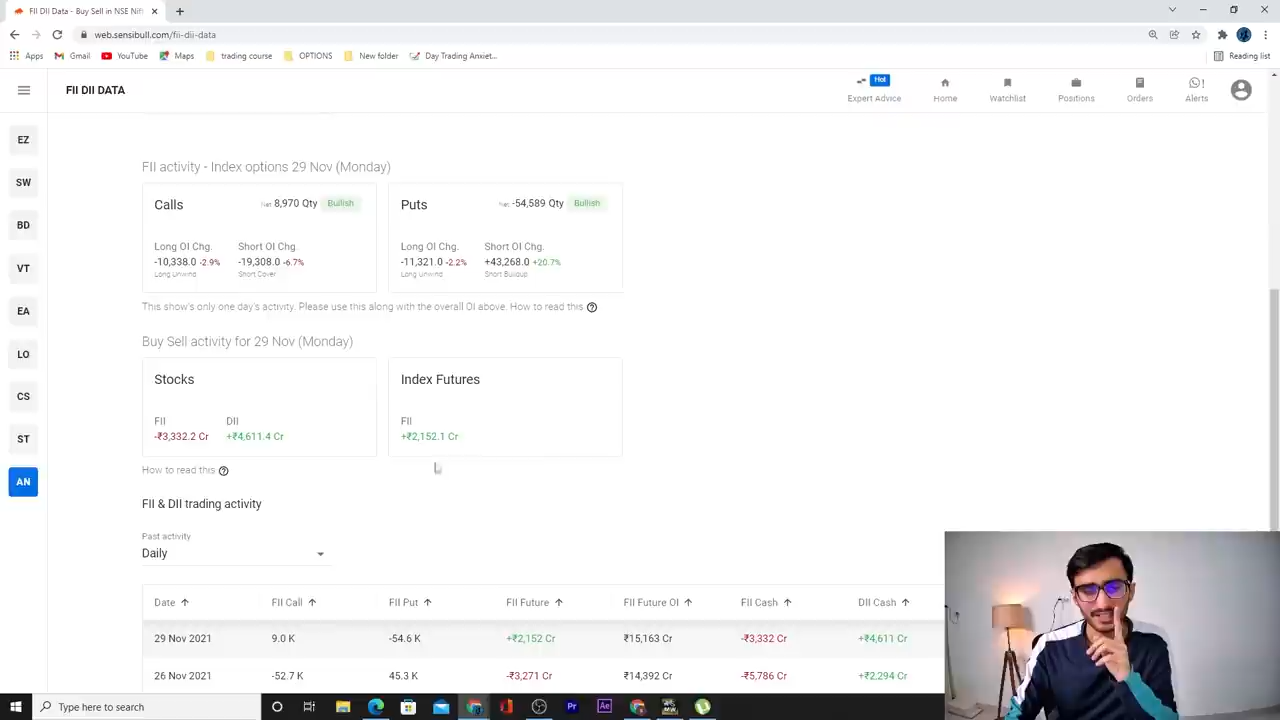 FII DII Data - Buy Sell in NSE Nif
web.sensibull.com/fii-dii-data
Apps Gmail YouTube Maps trading course OPTIONS New folder Day Trading Anxiet... Reading list
FII DII DATA
Hot
Expert Advice Home Watchlist Positions Orders Alerts
EZ
SW
BD
VT
EA
LO
CS
ST
AN
FII activity - Index options 29 Nov (Monday)
Calls Net 8,970 Qty Bullish
Long OI Chg. Short OI Chg.
-10,338.0 -2.9% -19,308.0 -6.7%
Long Unwind Short Cover
Puts Net -54,589 Qty Bullish
Long OI Chg. Short OI Chg.
-11,321.0 -2.2% +43,268.0 +20.7%
Long Unwind Short Buildup
This show's only one day's activity. Please use this along with the overall OI above. How to read this
Buy Sell activity for 29 Nov (Monday)
Stocks
FII DII
-₹3,332.2 Cr +₹4,611.4 Cr
Index Futures
FII
+₹2,152.1 Cr
How to read this
FII & DII trading activity
Past activity
Daily
Date FII Call FII Put FII Future FII Future OI FII Cash DII Cash
29 Nov 2021 9.0 K -54.6 K +₹2,152 Cr ₹15,163 Cr -₹3,332 Cr +₹4,611 Cr
26 Nov 2021 -52.7 K 45.3 K -₹3,271 Cr ₹14,392 Cr -₹5,786 Cr +₹2,294 Cr
Type here to search
Pr Ae